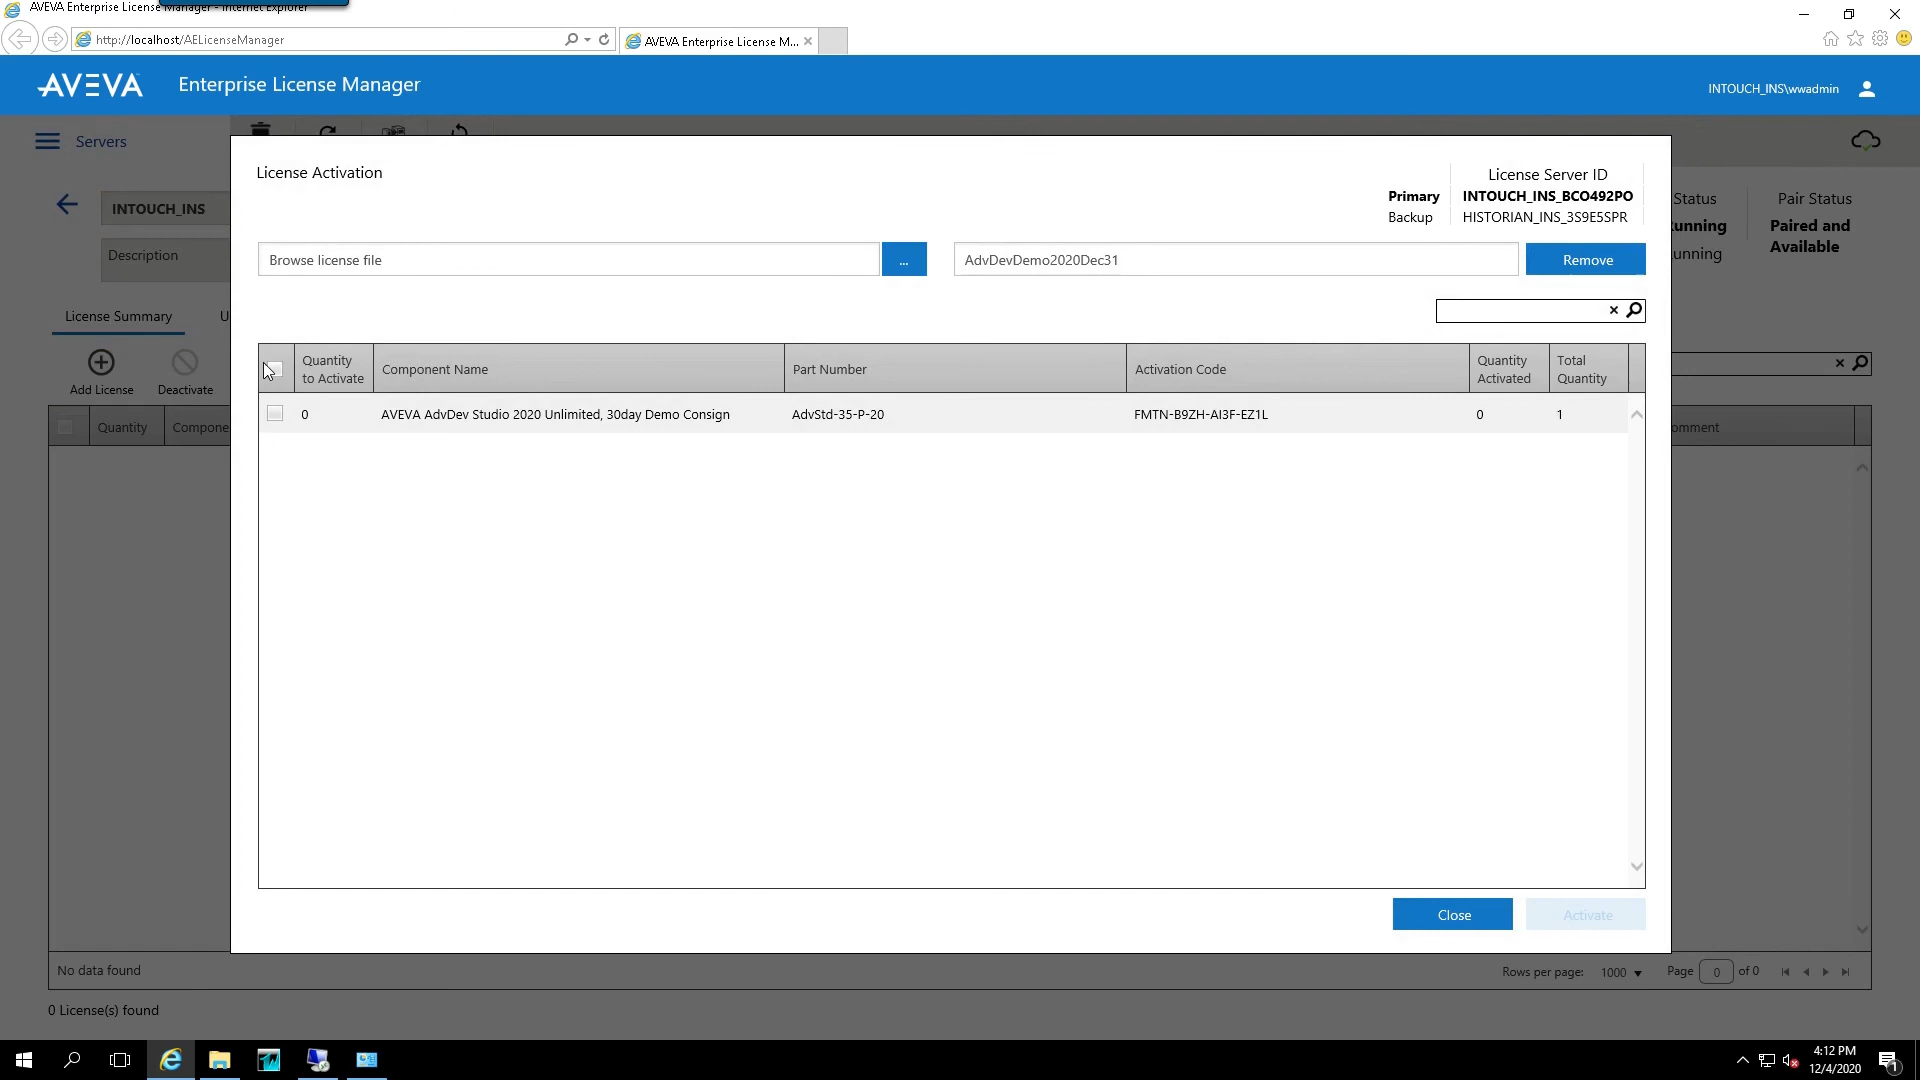 AVEVA Enterprise License Manager - Internet Explorer
http://localhost/AELicenseManager
AVEVA Enterprise License M...
AVEVA
Enterprise License Manager
INTOUCH_INS\wwadmin
Servers
License Activation
License Server ID
Primary INTOUCH_INS_BCO492PO
Backup HISTORIAN_INS_3S9E5SPR
Status
Pair Status
unning
Paired and
Available
unning
INTOUCH_INS
Description
Browse license file
...
AdvDevDemo2020Dec31
Remove
License Summary
U
Add License
Deactivate
Quantity
to Activate
Component Name
Part Number
Activation Code
Quantity
Activated
Total
Quantity
0 AVEVA AdvDev Studio 2020 Unlimited, 30day Demo Consign AdvStd-35-P-20 FMTN-B9ZH-AI3F-EZ1L 0 1
Quantity
Compone
omment
Close
Activate
No data found
Rows per page: 1000
Page 0 of 0
0 License(s) found
4:12 PM
12/4/2020
1